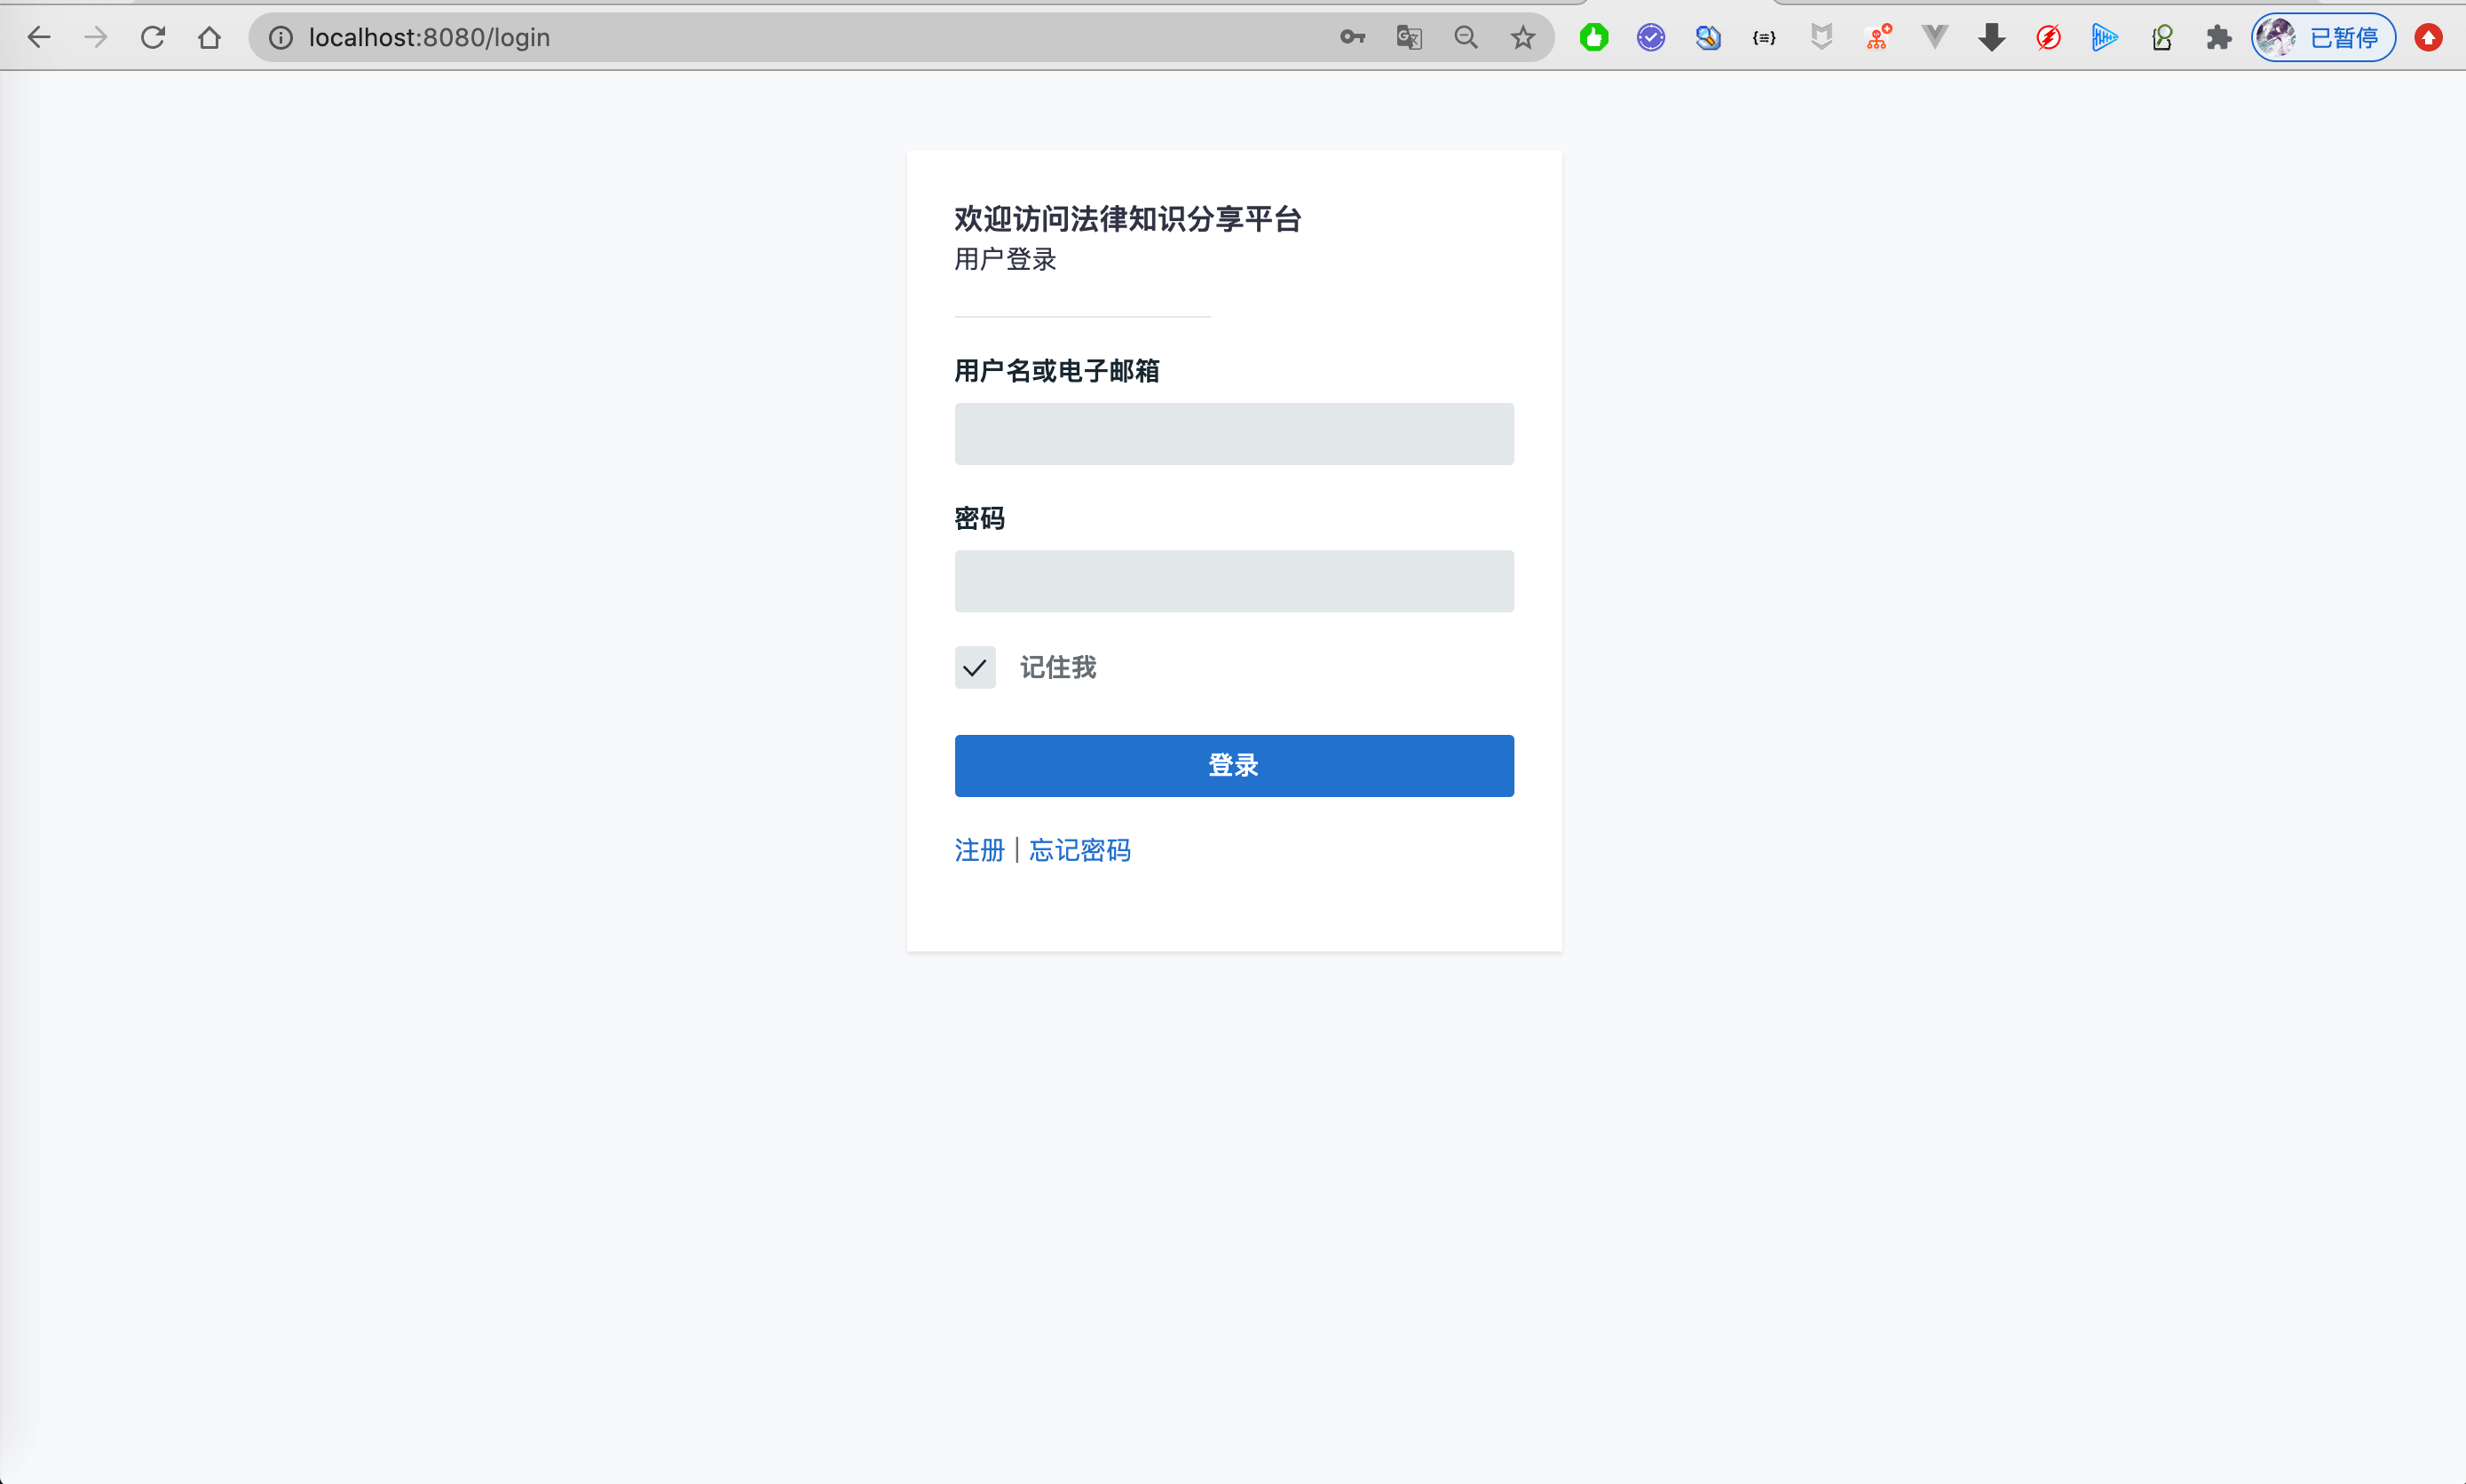 localhost:8080/login
已暂停
欢迎访问法律知识分享平台
用户登录
用户名或电子邮箱
密码
记住我
登录
注册 | 忘记密码